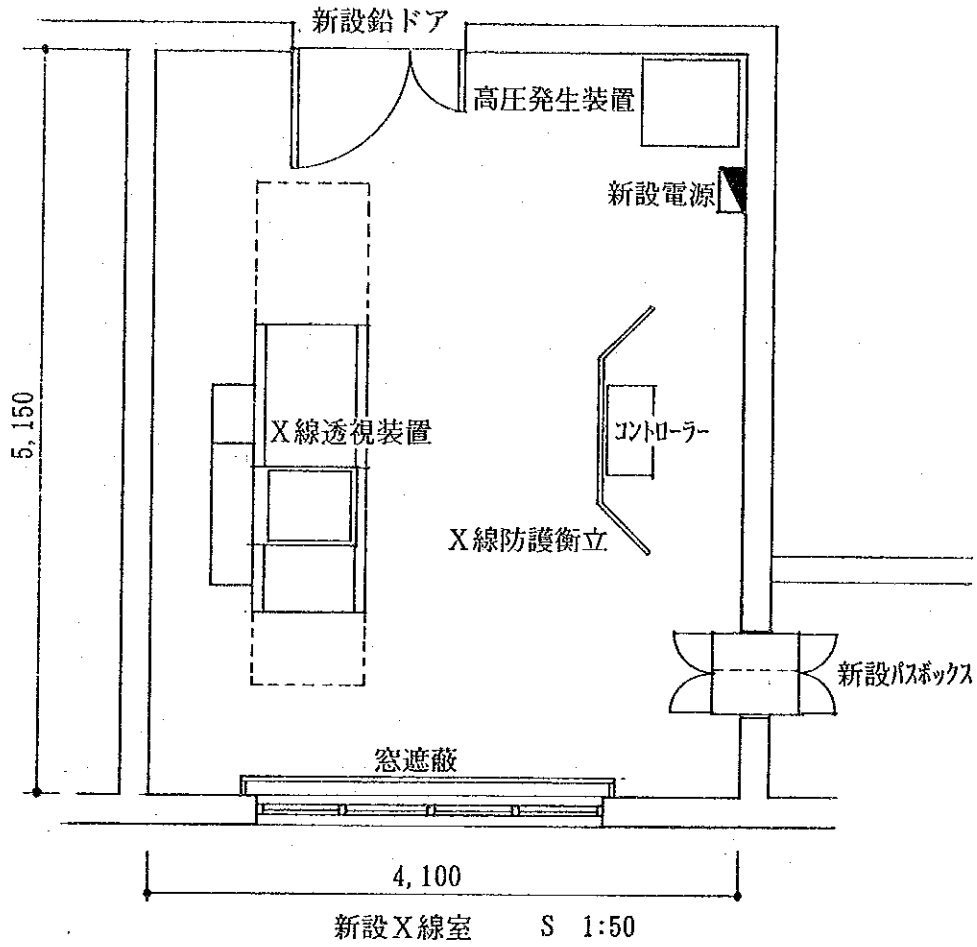 新設鉛ドア
高圧発生装置
新設電源
5,150
X線透視装置
コントローラー
X線防護衝立
新設パスボックス
窓遮蔽
4,100
新設X線室 S 1:50